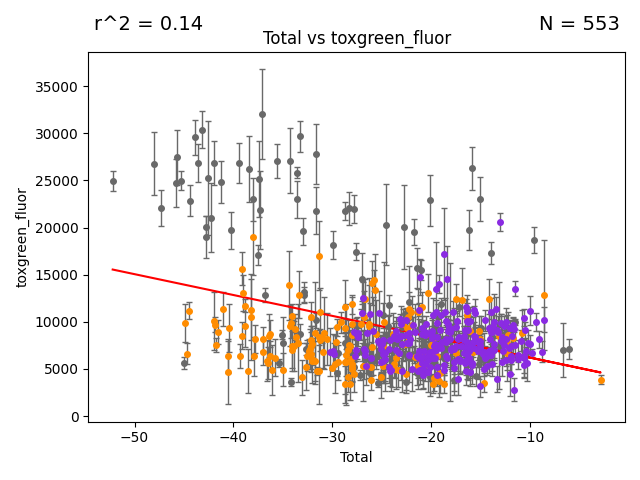 r^2 = 0.14
N = 553
Total vs toxgreen_fluor
35000
30000
25000
20000
15000
10000
5000
0
toxgreen_fluor
−50
−40
−30
−20
−10
Total